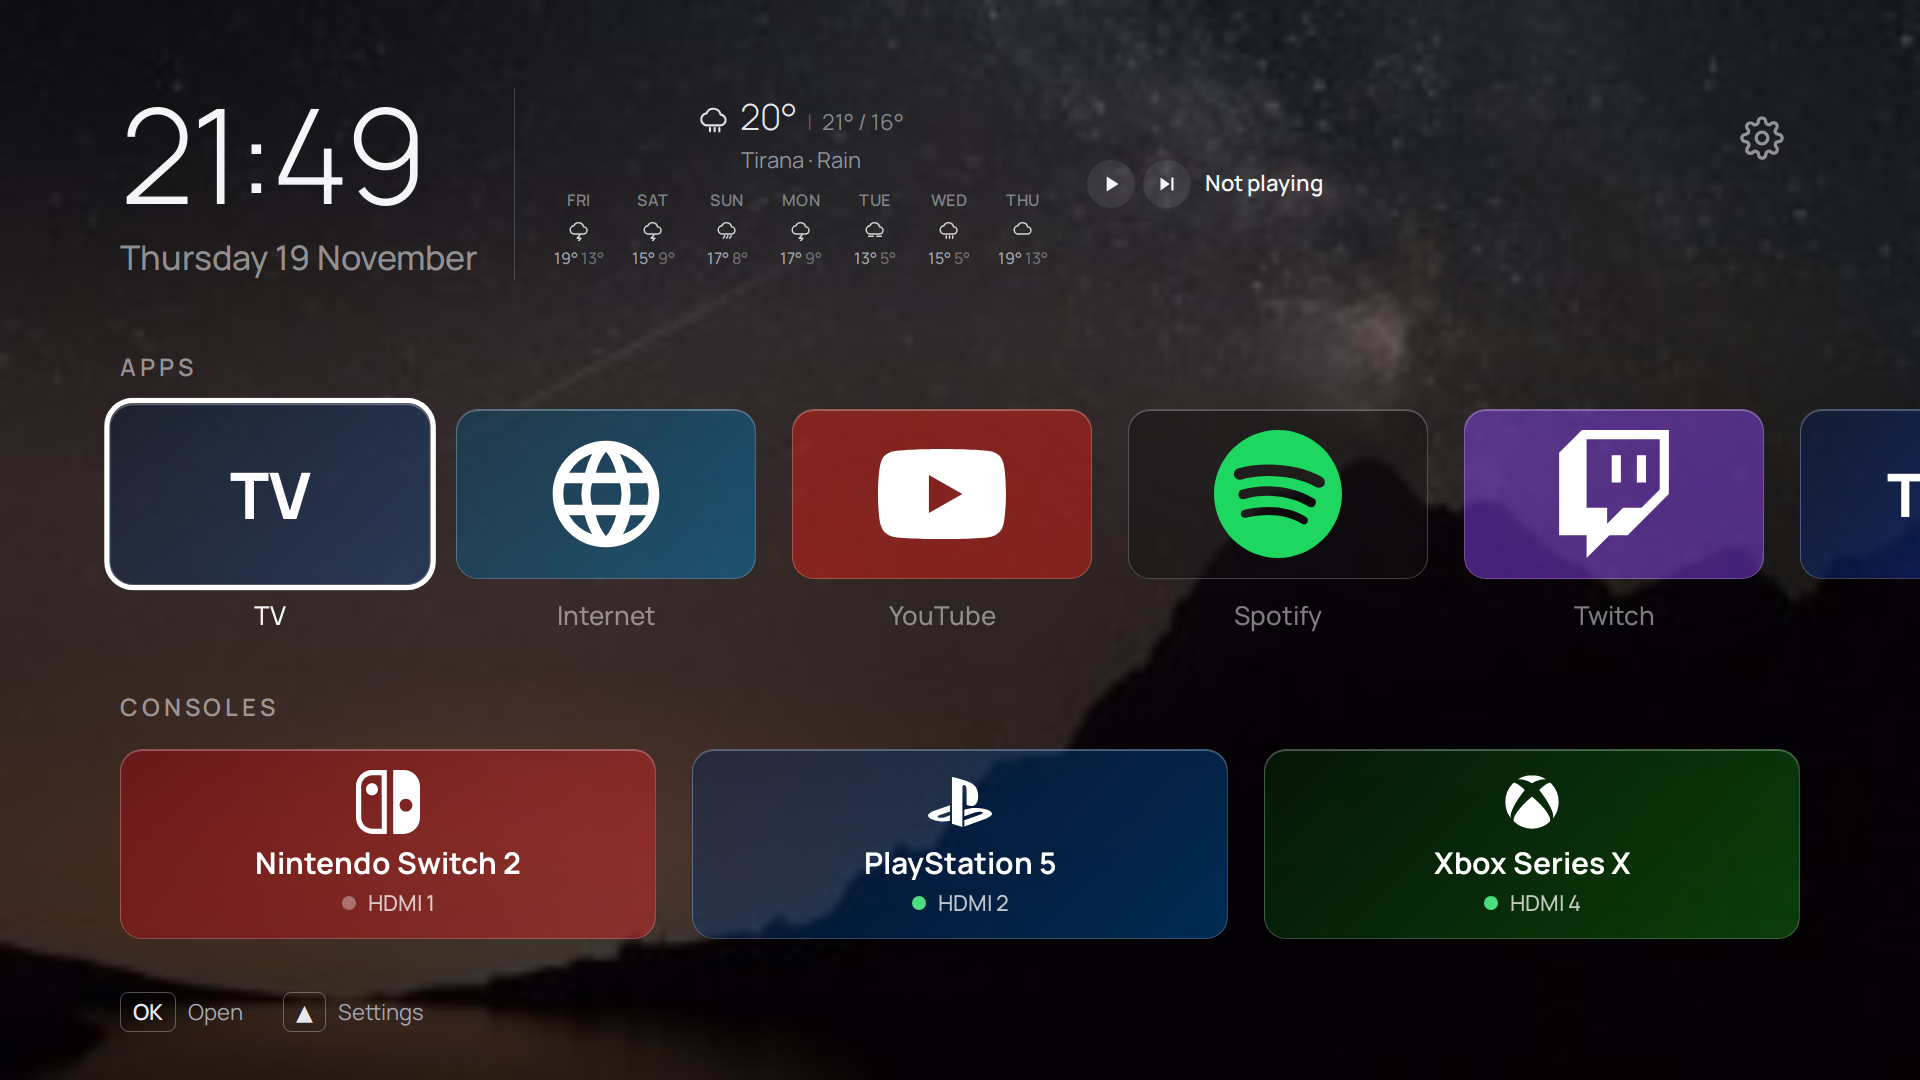 21:49
Thursday 19 November
20° | 21° / 16°
Tirana · Rain
FRI SAT SUN MON TUE WED THU
19° 13° 15° 9° 17° 8° 17° 9° 13° 5° 15° 5° 19° 13°
Not playing
APPS
TV
T
TV Internet YouTube Spotify Twitch
CONSOLES
Nintendo Switch 2
HDMI 1
PlayStation 5
HDMI 2
Xbox Series X
HDMI 4
OK Open ▲ Settings